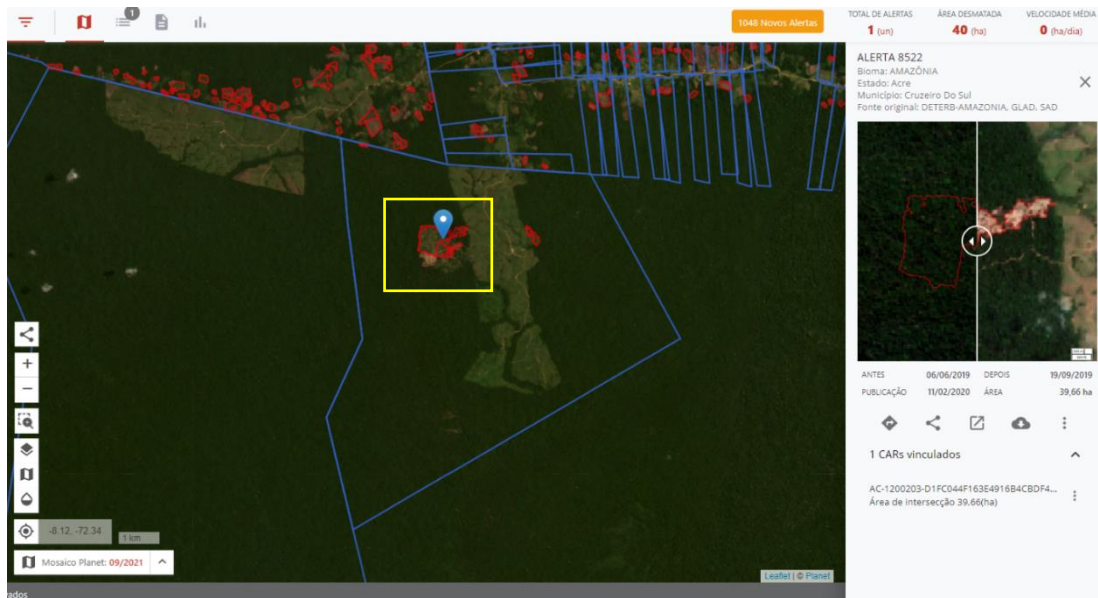 1
1048 Novos Alertas
TOTAL DE ALERTAS
1 (un)
ÁREA DESMATADA
40 (ha)
VELOCIDADE MÉDIA
0 (ha/dia)
ALERTA 8522
Bioma: AMAZÔNIA
Estado: Acre
Município: Cruzeiro Do Sul
Fonte original: DETERB-AMAZONIA, GLAD, SAD
ANTES 06/06/2019 DEPOIS 19/09/2019
PUBLICAÇÃO 11/02/2020 ÁREA 39,66 ha
1 CARs vinculados
AC-1200203-D1FC044F163E4916B4CBDF4...
Área de intersecção 39.66(ha)
+
−
-8.12, -72.34
1 km
Mosaico Planet: 09/2021
Leaflet | © Planet